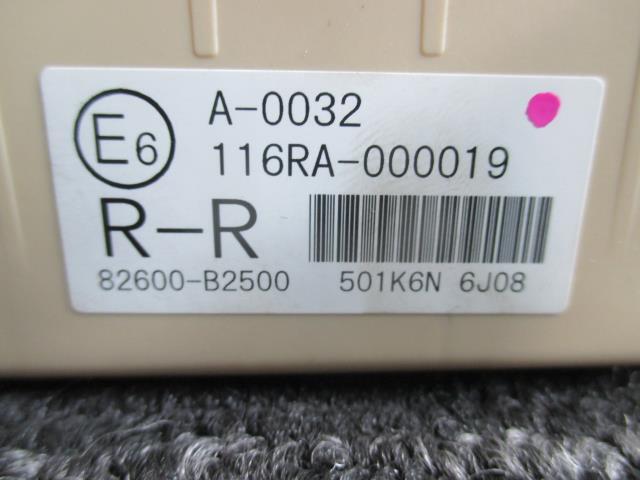 E6
A-0032
116RA-000019
R-R
82600-B2500
501K6N 6J08